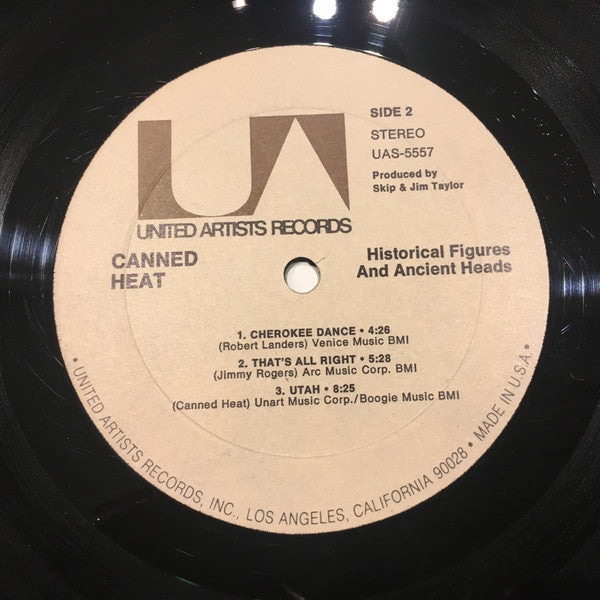 UA
UNITED ARTISTS RECORDS
SIDE 2
STEREO
UAS-5557
Produced by
Skip & Jim Taylor
CANNED
HEAT
Historical Figures
And Ancient Heads
1. CHEROKEE DANCE • 4:26
(Robert Landers) Venice Music BMI
2. THAT'S ALL RIGHT • 5:28
(Jimmy Rogers) Arc Music Corp. BMI
3. UTAH • 8:25
(Canned Heat) Unart Music Corp./Boogie Music BMI
• UNITED ARTISTS RECORDS, INC., LOS ANGELES, CALIFORNIA 90028 • MADE IN U.S.A. •